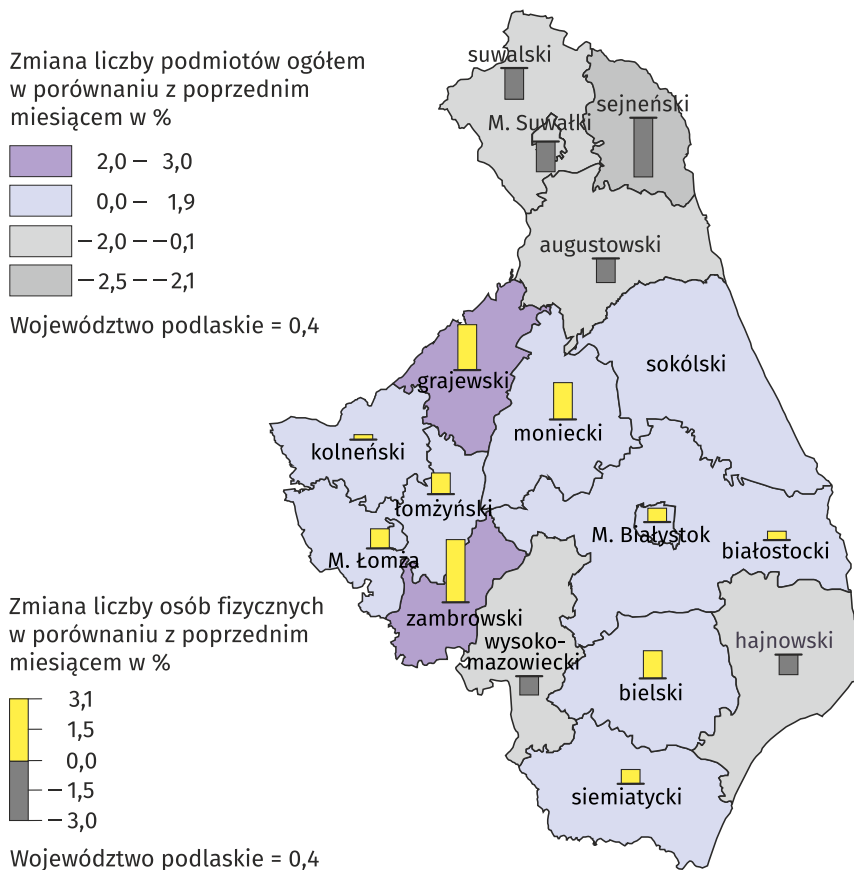 Zmiana liczby podmiotów ogółem
w porównaniu z poprzednim
miesiącem w %
2,0 – 3,0
0,0 – 1,9
–2,0 – –0,1
–2,5 – –2,1
Województwo podlaskie = 0,4
suwalski
M. Suwałki
sejneński
augustowski
grajewski
sokólski
moniecki
kolneński
łomżyński
M. Łomza
M. Białystok
białostocki
zambrowski
wysoko-
mazowiecki
hajnowski
bielski
siemiatycki
Zmiana liczby osób fizycznych
w porównaniu z poprzednim
miesiącem w %
3,1
1,5
0,0
–1,5
–3,0
Województwo podlaskie = 0,4